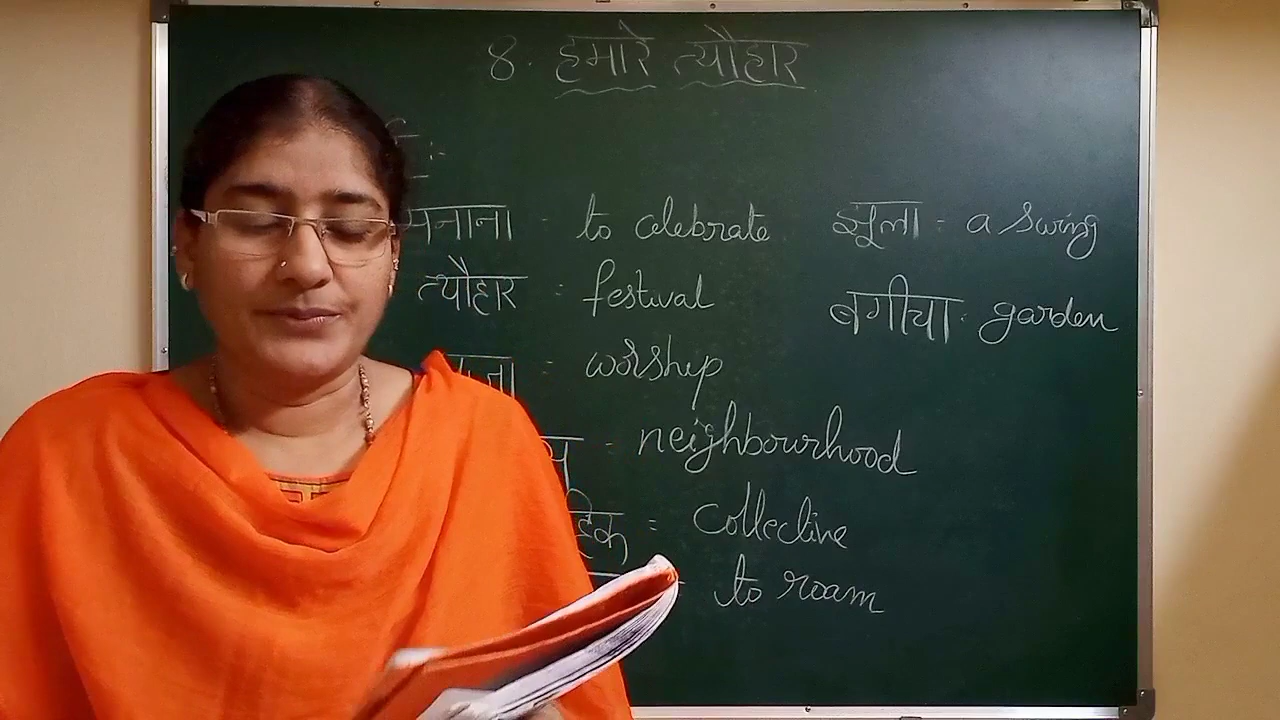 8. हमारे त्यौहार
मनाना - to celebrate
त्यौहार = festival
= worship
= neighbourhood
= collective
to roam
झूला = a swing
बगीचा = garden